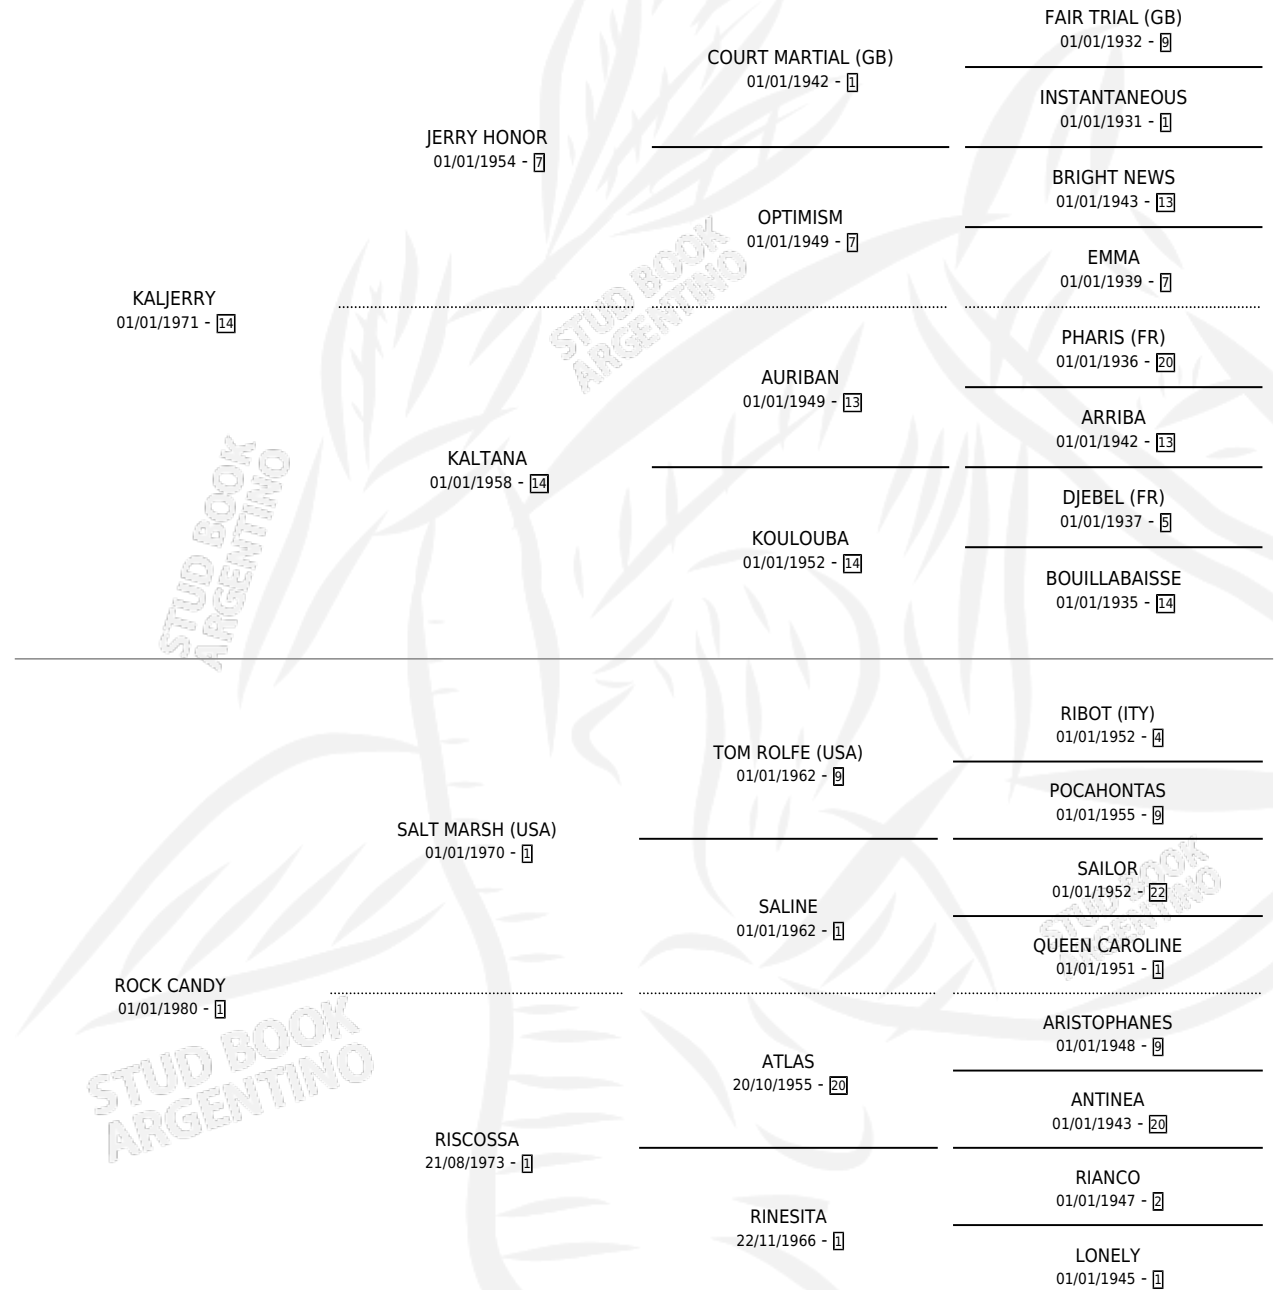 FAIR TRIAL (GB)
01/01/1932 - 9
COURT MARTIAL (GB)
01/01/1942 - 1
INSTANTANEOUS
01/01/1931 - 1
JERRY HONOR
01/01/1954 - 7
BRIGHT NEWS
01/01/1943 - 13
OPTIMISM
01/01/1949 - 7
EMMA
01/01/1939 - 7
KALJERRY
01/01/1971 - 14
PHARIS (FR)
01/01/1936 - 20
AURIBAN
01/01/1949 - 13
ARRIBA
01/01/1942 - 13
KALTANA
01/01/1958 - 14
DJEBEL (FR)
01/01/1937 - 5
KOULOUBA
01/01/1952 - 14
BOUILLABAISSE
01/01/1935 - 14
RIBOT (ITY)
01/01/1952 - 4
TOM ROLFE (USA)
01/01/1962 - 9
POCAHONTAS
01/01/1955 - 9
SALT MARSH (USA)
01/01/1970 - 1
SAILOR
01/01/1952 - 22
SALINE
01/01/1962 - 1
QUEEN CAROLINE
01/01/1951 - 1
ROCK CANDY
01/01/1980 - 1
ARISTOPHANES
01/01/1948 - 9
ATLAS
20/10/1955 - 20
ANTINEA
01/01/1943 - 20
RISCOSSA
21/08/1973 - 1
RIANCO
01/01/1947 - 2
RINESITA
22/11/1966 - 1
LONELY
01/01/1945 - 1
STUD BOOK
ARGENTINO
STUD BOOK
ARGENTINO
STUD BOOK
ARGENTINO
STUD BOOK
ARGENTINO